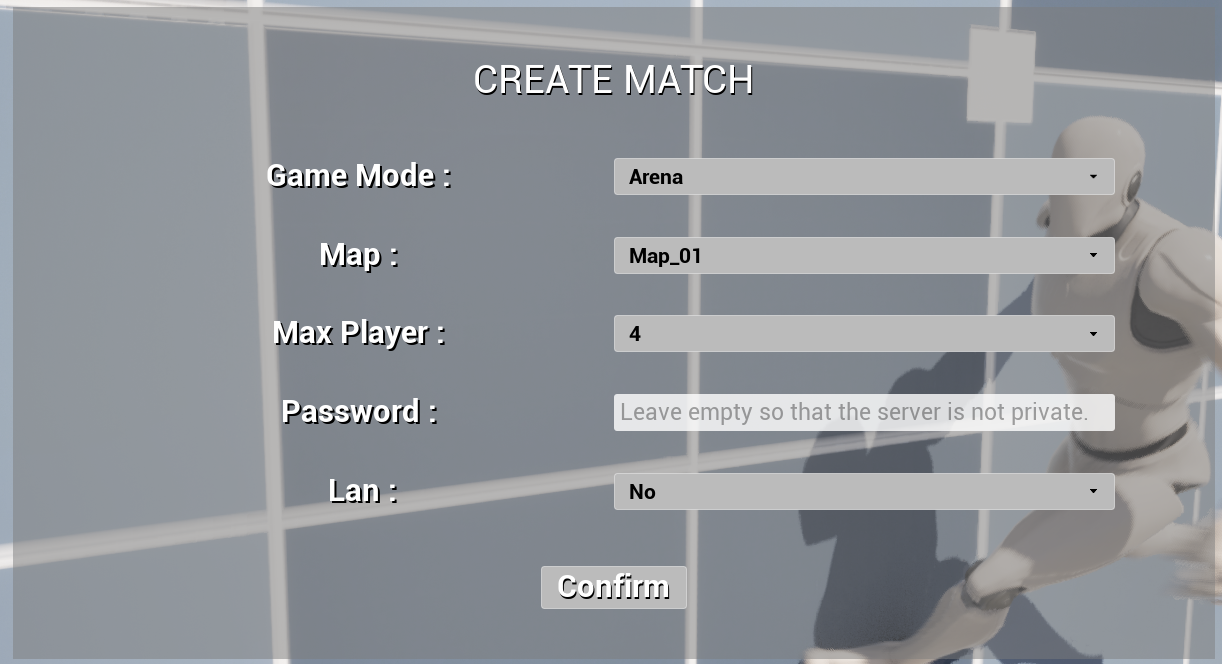 CREATE MATCH
Game Mode : Arena
Map : Map_01
Max Player : 4
Password : Leave empty so that the server is not private.
Lan : No
Confirm